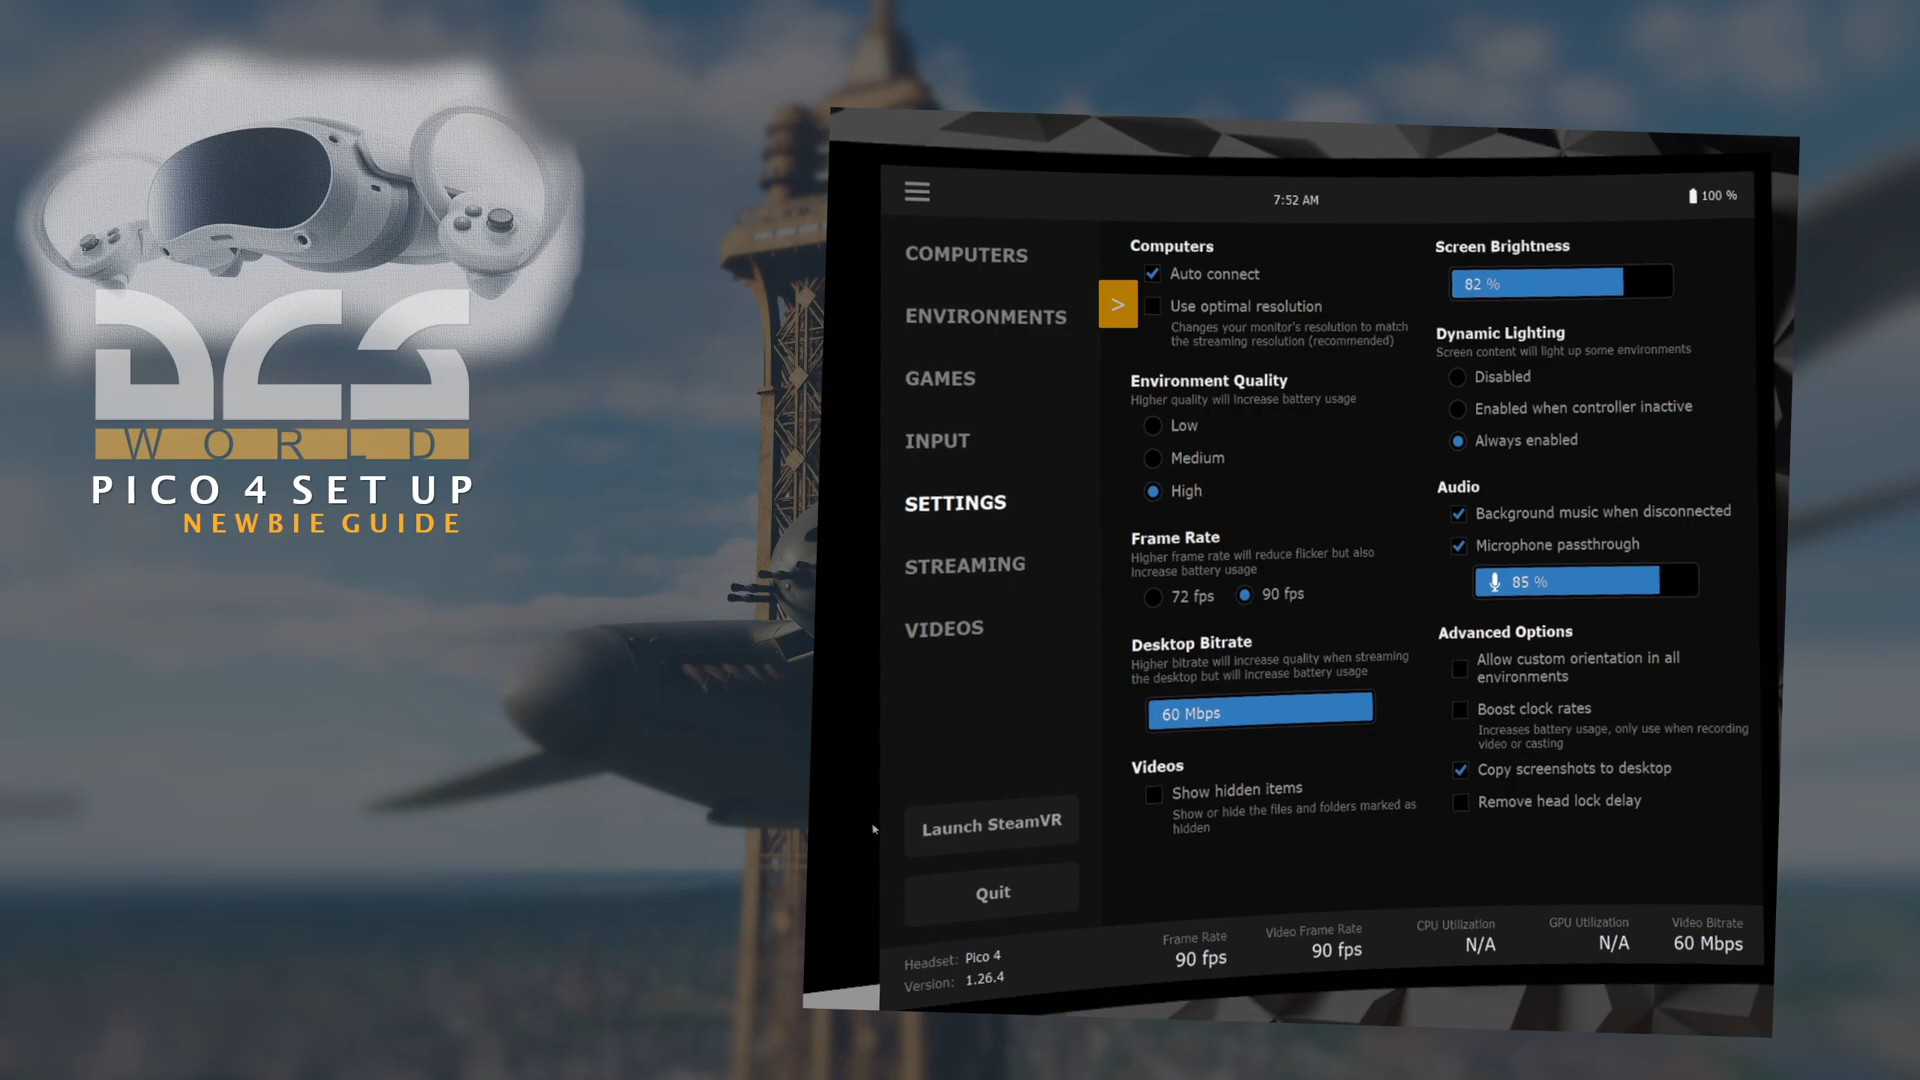 DCS
WORLD
PICO 4 SET UP
NEWBIE GUIDE
7:52 AM
100 %
COMPUTERS
ENVIRONMENTS
GAMES
INPUT
SETTINGS
STREAMING
VIDEOS
Launch SteamVR
Quit
Headset: Pico 4
Version: 1.26.4
>
Computers
Auto connect
Use optimal resolution
Changes your monitor's resolution to match
the streaming resolution (recommended)
Environment Quality
Higher quality will increase battery usage
Low
Medium
High
Frame Rate
Higher frame rate will reduce flicker but also
increase battery usage
72 fps
90 fps
Desktop Bitrate
Higher bitrate will increase quality when streaming
the desktop but will increase battery usage
60 Mbps
Videos
Show hidden items
Show or hide the files and folders marked as
hidden
Screen Brightness
82 %
Dynamic Lighting
Screen content will light up some environments
Disabled
Enabled when controller inactive
Always enabled
Audio
Background music when disconnected
Microphone passthrough
85 %
Advanced Options
Allow custom orientation in all
environments
Boost clock rates
Increases battery usage, only use when recording
video or casting
Copy screenshots to desktop
Remove head lock delay
Frame Rate
90 fps
Video Frame Rate
90 fps
CPU Utilization
N/A
GPU Utilization
N/A
Video Bitrate
60 Mbps